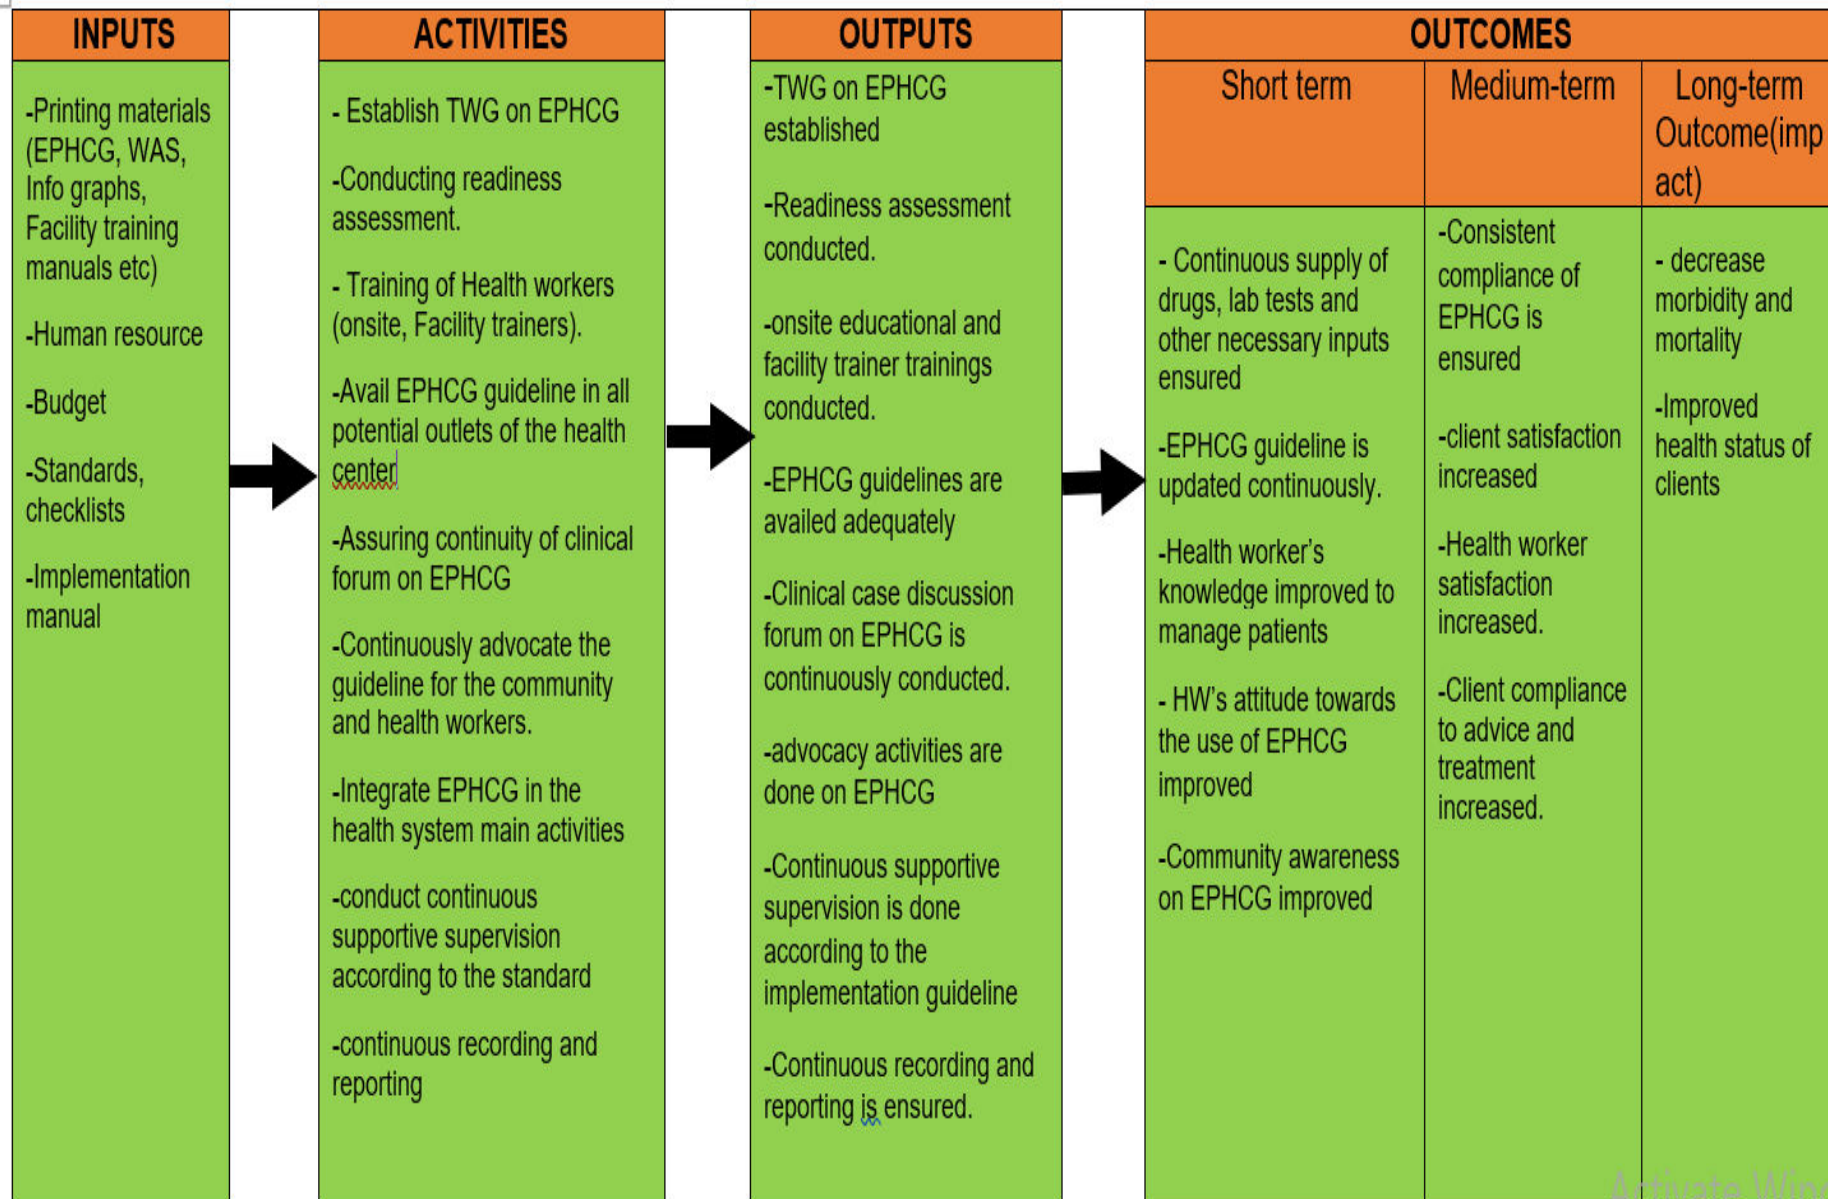 INPUTS
-Printing materials
(EPHCG, WAS,
Info graphs,
Facility training
manuals etc)
-Human resource
-Budget
-Standards,
checklists
-Implementation
manual
ACTIVITIES
- Establish TWG on EPHCG
-Conducting readiness
assessment.
- Training of Health workers
(onsite, Facility trainers).
-Avail EPHCG guideline in all
potential outlets of the health
center
-Assuring continuity of clinical
forum on EPHCG
-Continuously advocate the
guideline for the community
and health workers.
-Integrate EPHCG in the
health system main activities
-conduct continuous
supportive supervision
according to the standard
-continuous recording and
reporting
OUTPUTS
-TWG on EPHCG
established
-Readiness assessment
conducted.
-onsite educational and
facility trainer trainings
conducted.
-EPHCG guidelines are
availed adequately
-Clinical case discussion
forum on EPHCG is
continuously conducted.
-advocacy activities are
done on EPHCG
-Continuous supportive
supervision is done
according to the
implementation guideline
-Continuous recording and
reporting is ensured.
OUTCOMES
Short term
- Continuous supply of
drugs, lab tests and
other necessary inputs
ensured
-EPHCG guideline is
updated continuously.
-Health worker’s
knowledge improved to
manage patients
- HW’s attitude towards
the use of EPHCG
improved
-Community awareness
on EPHCG improved
Medium-term
-Consistent
compliance of
EPHCG is
ensured
-client satisfaction
increased
-Health worker
satisfaction
increased.
-Client compliance
to advice and
treatment
increased.
Long-term
Outcome(imp
act)
- decrease
morbidity and
mortality
-Improved
health status of
clients
Activate